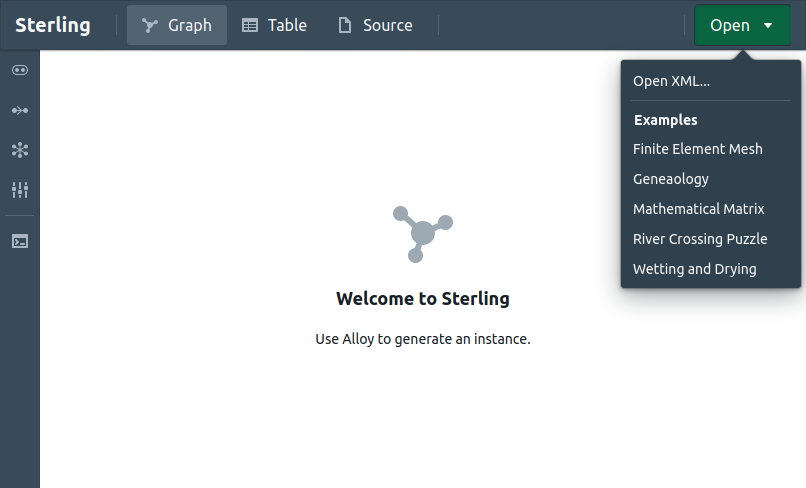 Sterling
Graph
Table
Source
Open
Open XML...
Examples
Finite Element Mesh
Geneaology
Mathematical Matrix
River Crossing Puzzle
Wetting and Drying
Welcome to Sterling
Use Alloy to generate an instance.